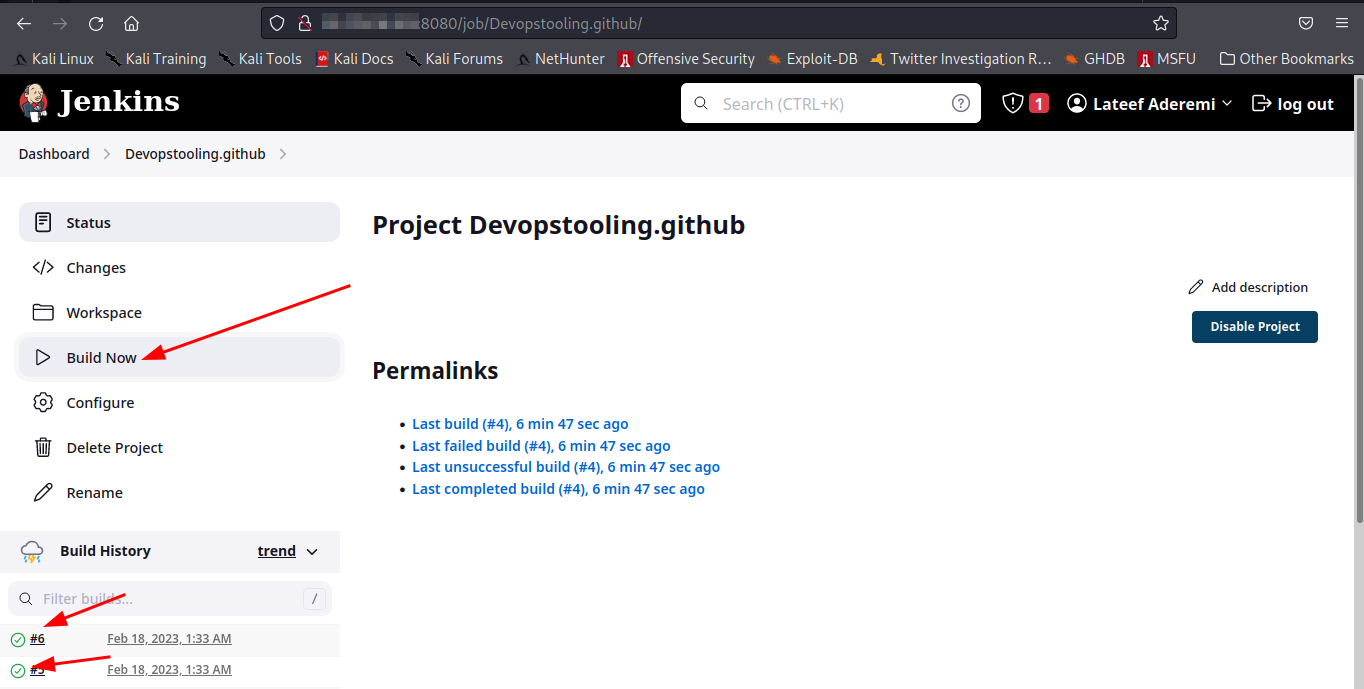 :8080/job/Devopstooling.github/
Kali Linux Kali Training Kali Tools Kali Docs Kali Forums NetHunter Offensive Security Exploit-DB Twitter Investigation R... GHDB MSFU Other Bookmarks
Jenkins Search (CTRL+K) ? 1 Lateef Aderemi log out
Dashboard Devopstooling.github
Status
Project Devopstooling.github
Changes
Add description
Workspace
Disable Project
Build Now
Permalinks
Configure
Last build (#4), 6 min 47 sec ago
Last failed build (#4), 6 min 47 sec ago
Delete Project
Last unsuccessful build (#4), 6 min 47 sec ago
Last completed build (#4), 6 min 47 sec ago
Rename
Build History trend
Filter builds... /
#6 Feb 18, 2023, 1:33 AM
#5 Feb 18, 2023, 1:33 AM